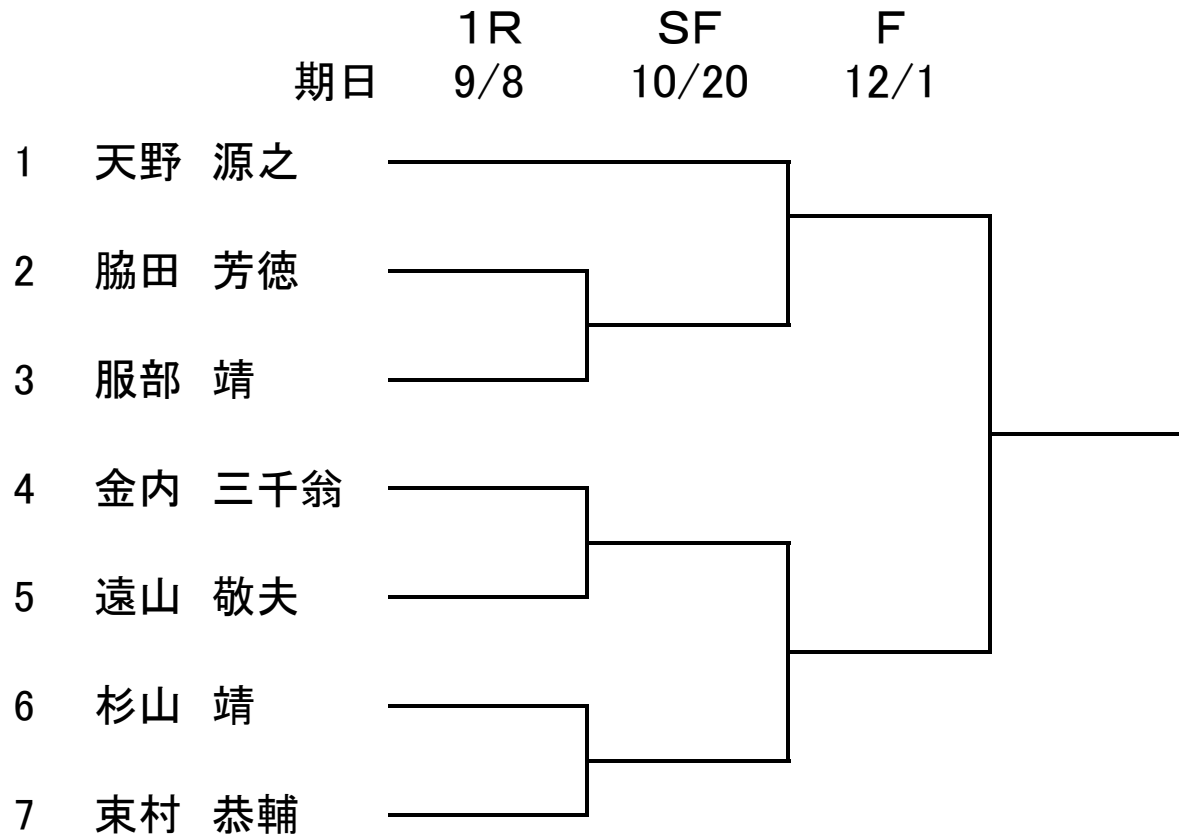 1R SF F
期日 9/8 10/20 12/1
1 天野 源之
2 脇田 芳徳
3 服部 靖
4 金内 三千翁
5 遠山 敬夫
6 杉山 靖
7 束村 恭輔